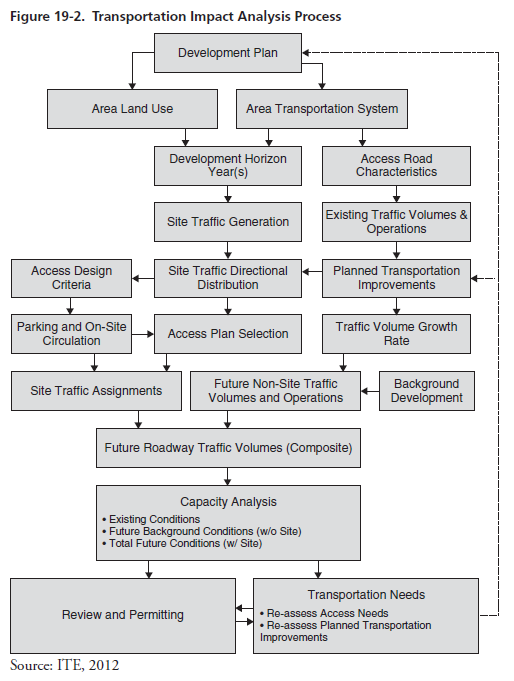 Figure 19-2. Transportation Impact Analysis Process
Development Plan
Area Land Use
Area Transportation System
Development Horizon
Year(s)
Access Road
Characteristics
Site Traffic Generation
Existing Traffic Volumes &
Operations
Access Design
Criteria
Site Traffic Directional
Distribution
Planned Transportation
Improvements
Parking and On-Site
Circulation
Access Plan Selection
Traffic Volume Growth
Rate
Site Traffic Assignments
Future Non-Site Traffic
Volumes and Operations
Background
Development
Future Roadway Traffic Volumes (Composite)
Capacity Analysis
• Existing Conditions
• Future Background Conditions (w/o Site)
• Total Future Conditions (w/ Site)
Review and Permitting
Transportation Needs
• Re-assess Access Needs
• Re-assess Planned Transportation
Improvements
Source: ITE, 2012